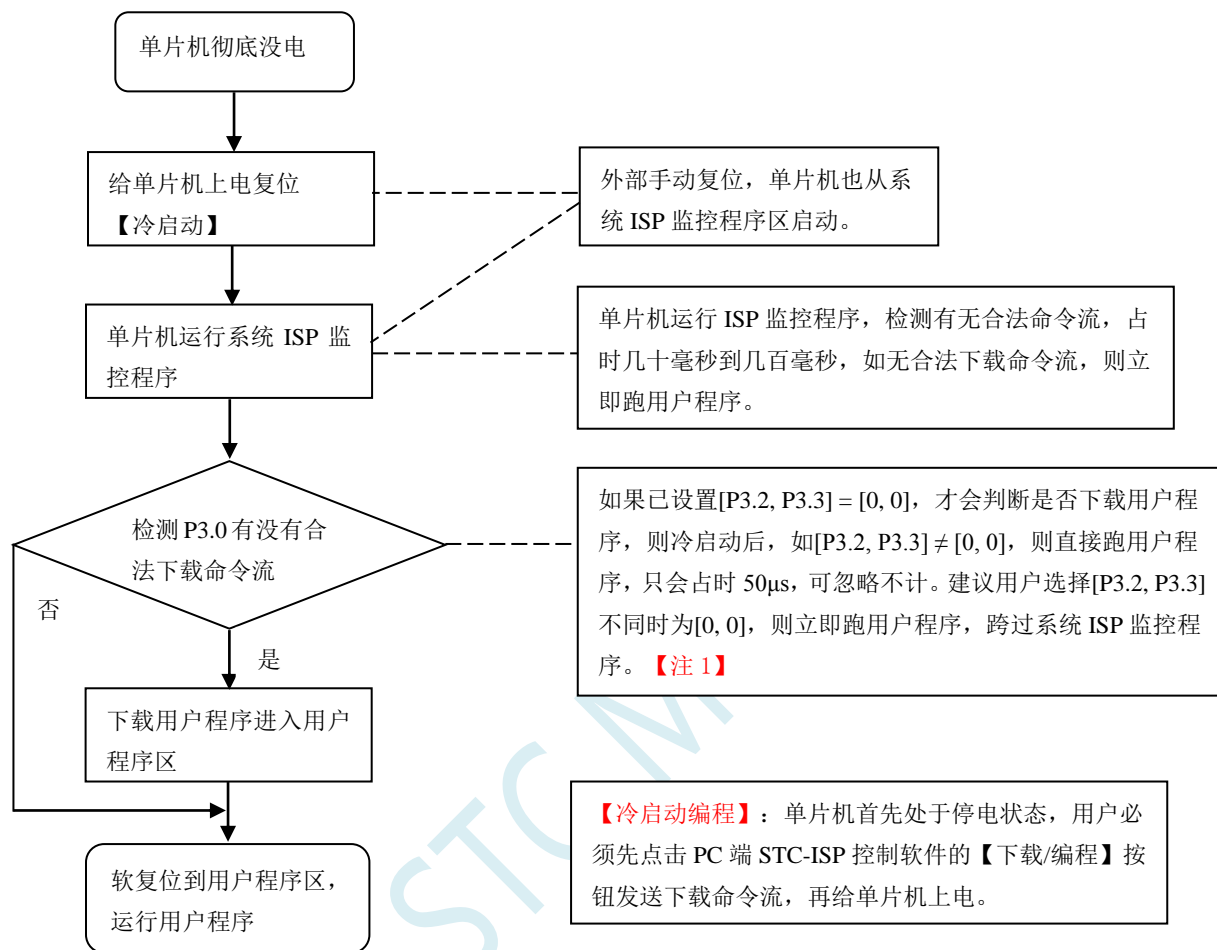 单片机彻底没电
给单片机上电复位
【冷启动】
外部手动复位，单片机也从系
统 ISP 监控程序区启动。
单片机运行系统 ISP 监
控程序
单片机运行 ISP 监控程序，检测有无合法命令流，占
时几十毫秒到几百毫秒，如无合法下载命令流，则立
即跑用户程序。
检测 P3.0 有没有合
法下载命令流
如果已设置[P3.2, P3.3] = [0, 0]，才会判断是否下载用户程
序，则冷启动后，如[P3.2, P3.3] ≠ [0, 0]，则直接跑用户程
序，只会占时 50μs，可忽略不计。建议用户选择[P3.2, P3.3]
不同时为[0, 0]，则立即跑用户程序，跨过系统 ISP 监控程
序。【注 1】
否
是
下载用户程序进入用户
程序区
【冷启动编程】：单片机首先处于停电状态，用户必
须先点击 PC 端 STC-ISP 控制软件的【下载/编程】按
钮发送下载命令流，再给单片机上电。
软复位到用户程序区，
运行用户程序
STC M